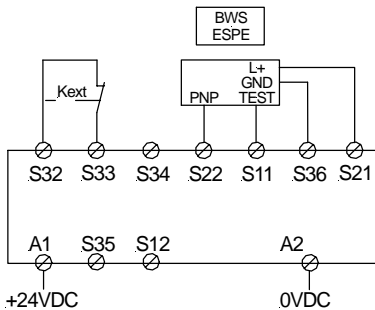 BWS
ESPE
L+
GND
PNP TEST
Kext
S32 S33 S34 S22 S11 S36 S21
A1 S35 S12 A2
+24VDC 0VDC